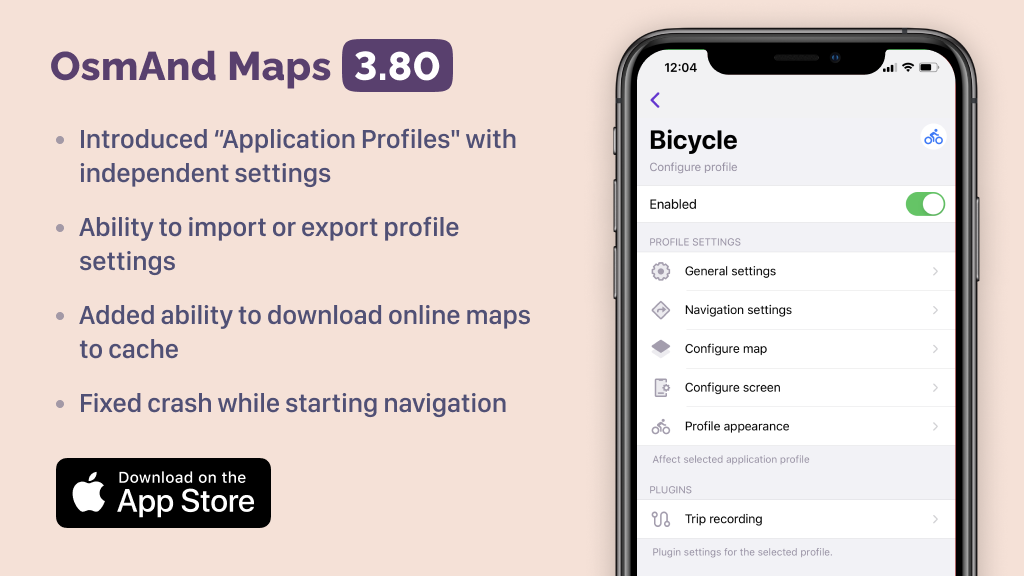 OsmAnd Maps 3.80
• Introduced “Application Profiles" with
independent settings
• Ability to import or export profile
settings
• Added ability to download online maps
to cache
• Fixed crash while starting navigation
Download on the
App Store
12:04
Bicycle
Configure profile
Enabled
PROFILE SETTINGS
General settings
Navigation settings
Configure map
Configure screen
Profile appearance
Affect selected application profile
PLUGINS
Trip recording
Plugin settings for the selected profile.